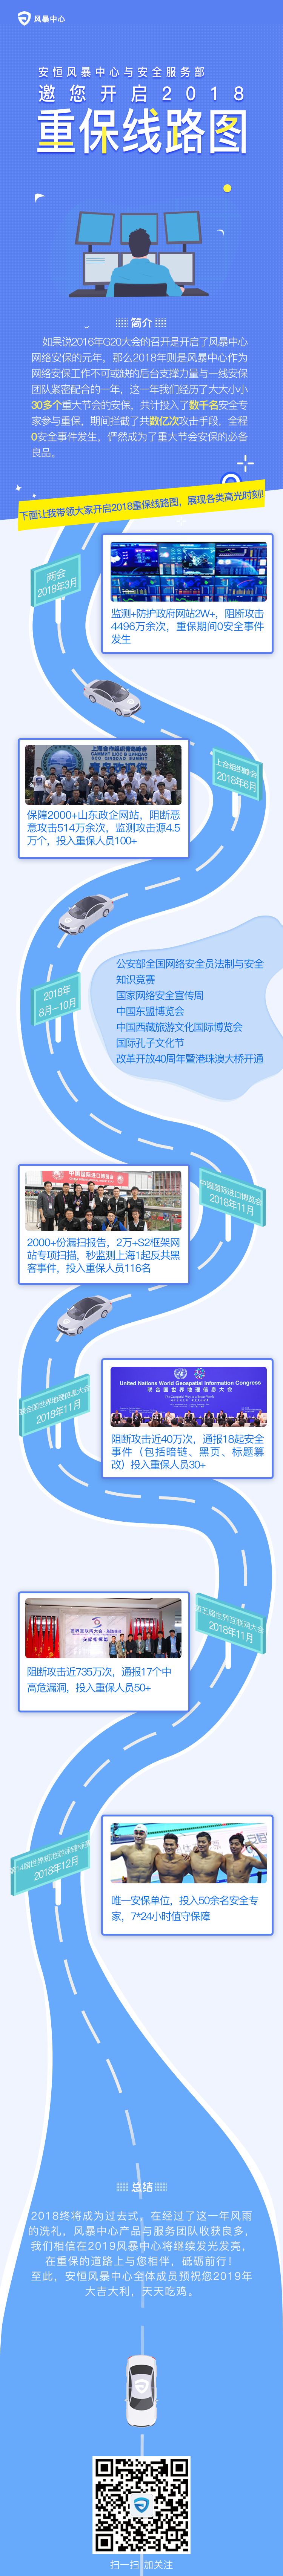 风暴中心
安恒风暴中心与安全服务部
邀您开启2018
重保线路图
简介
如果说2016年G20大会的召开是开启了风暴中心
网络安保的元年，那么2018年则是风暴中心作为
网络安保工作不可或缺的后台支撑力量与一线安保
团队紧密配合的一年，这一年我们经历了大大小小
30多个重大节会的安保，共计投入了数千名安全专
家参与重保，期间拦截了共数亿次攻击手段，全程
0安全事件发生，俨然成为了重大节会安保的必备
良品。
下面让我带领大家开启2018重保线路图，展现各类高光时刻!
两会
2018年3月
监测+防护政府网站2W+，阻断攻击
4496万余次，重保期间0安全事件
发生
上合组织峰会
2018年6月
上海合作组织青岛峰会
САММИТ ШОС В ЦИНДАО
SCO QINGDAO SUMMIT
保障2000+山东政企网站，阻断恶
意攻击514万余次，监测攻击源4.5
万个，投入重保人员100+
2018年
8月~10月
公安部全国网络安全员法制与安全
知识竞赛
国家网络安全宣传周
中国东盟博览会
中国西藏旅游文化国际博览会
国际孔子文化节
改革开放40周年暨港珠澳大桥开通
中国国际进口博览会
2018年11月
2000+份漏扫报告，2万+S2框架网
站专项扫描，秒监测上海1起反共黑
客事件，投入重保人员116名
联合国世界地理信息大会
2018年11月
United Nations World Geospatial Information Congress
联合国世界地理信息大会
阻断攻击近40万次，通报18起安全
事件（包括暗链、黑页、标题篡
改）投入重保人员30+
第五届世界互联网大会
2018年11月
阻断攻击近735万次，通报17个中
高危漏洞，投入重保人员50+
第14届世界短池游泳锦标赛
2018年12月
唯一安保单位，投入50余名安全专
家，7*24小时值守保障
总结
2018终将成为过去式，在经过了这一年风雨
的洗礼，风暴中心产品与服务团队收获良多，
我们相信在2019风暴中心将继续发光发亮，
在重保的道路上与您相伴，砥砺前行！
至此，安恒风暴中心全体成员预祝您2019年
大吉大利，天天吃鸡。
扫一扫 加关注